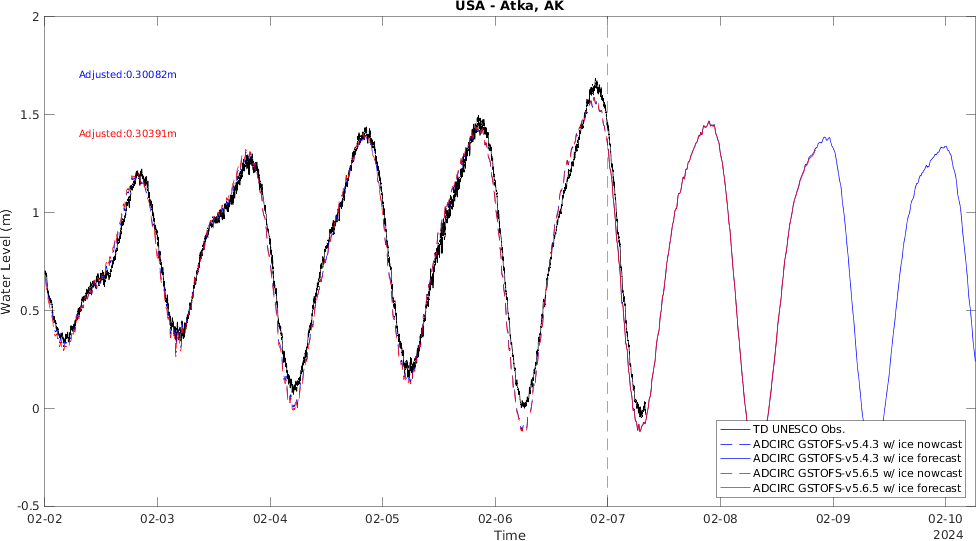 USA - Atka, AK
2
1.5
1
0.5
0
-0.5
Water Level (m)
Adjusted:0.30082m
Adjusted:0.30391m
TD UNESCO Obs.
ADCIRC GSTOFS-v5.4.3 w/ ice nowcast
ADCIRC GSTOFS-v5.4.3 w/ ice forecast
ADCIRC GSTOFS-v5.6.5 w/ ice nowcast
ADCIRC GSTOFS-v5.6.5 w/ ice forecast
02-02 02-03 02-04 02-05 02-06 02-07 02-08 02-09 02-10
2024
Time